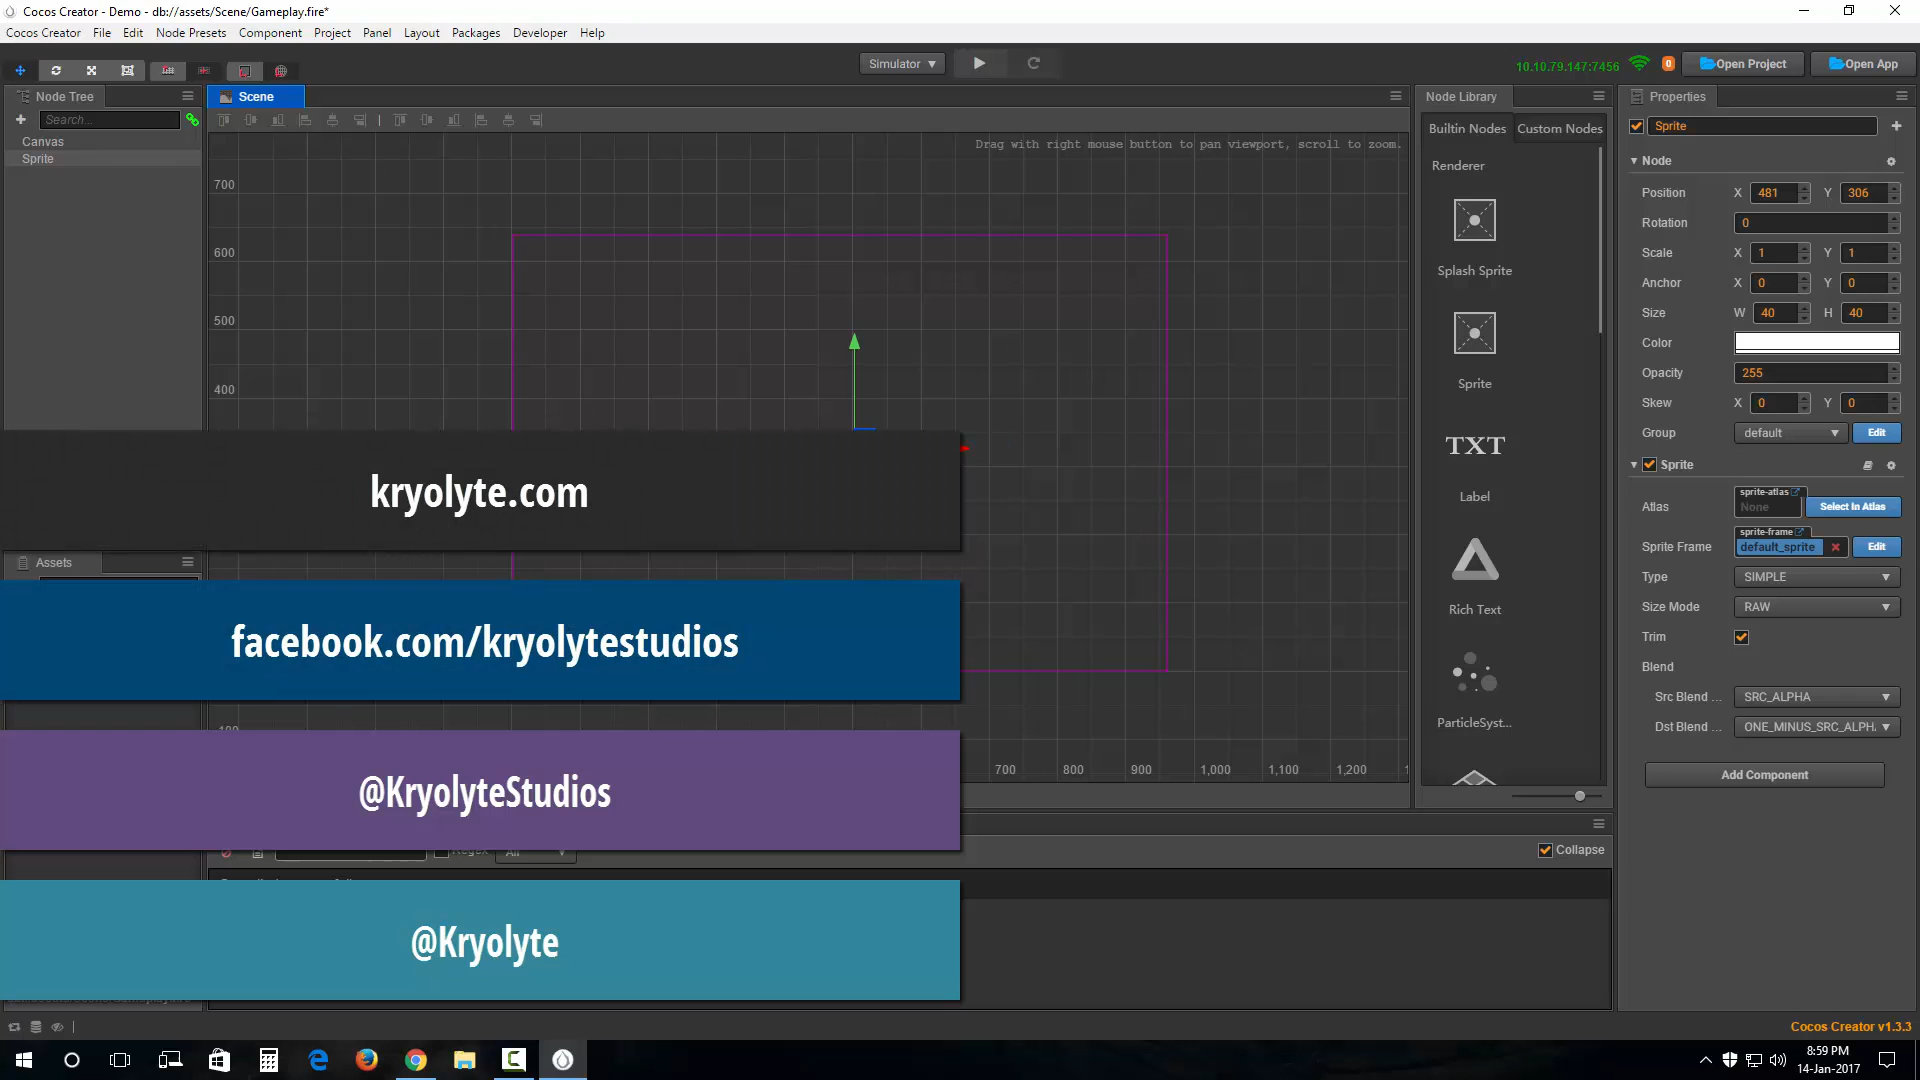 Cocos Creator - Demo - db://assets/Scene/Gameplay.fire*
Cocos Creator File Edit Node Presets Component Project Panel Layout Packages Developer Help
Simulator
10.10.79.147:7456
0
Open Project
Open App
Node Tree
Search...
Canvas
Sprite
Scene
Drag with right mouse button to pan viewport, scroll to zoom.
700
600
500
400
700 800 900 1,000 1,100 1,200
kryolyte.com
Assets
facebook.com/kryolytestudios
@KryolyteStudios
@Kryolyte
Collapse
Node Library
Builtin Nodes Custom Nodes
Renderer
Splash Sprite
Sprite
TXT
Label
Rich Text
ParticleSyst...
Properties
Sprite
Node
Position X 481 Y 306
Rotation 0
Scale X 1 Y 1
Anchor X 0 Y 0
Size W 40 H 40
Color
Opacity 255
Skew X 0 Y 0
Group default Edit
Sprite
sprite-atlas
Atlas None Select In Atlas
sprite-frame
Sprite Frame default_sprite Edit
Type SIMPLE
Size Mode RAW
Trim
Blend
Src Blend ... SRC_ALPHA
Dst Blend ... ONE_MINUS_SRC_ALPH
Add Component
Cocos Creator v1.3.3
8:59 PM
14-Jan-2017